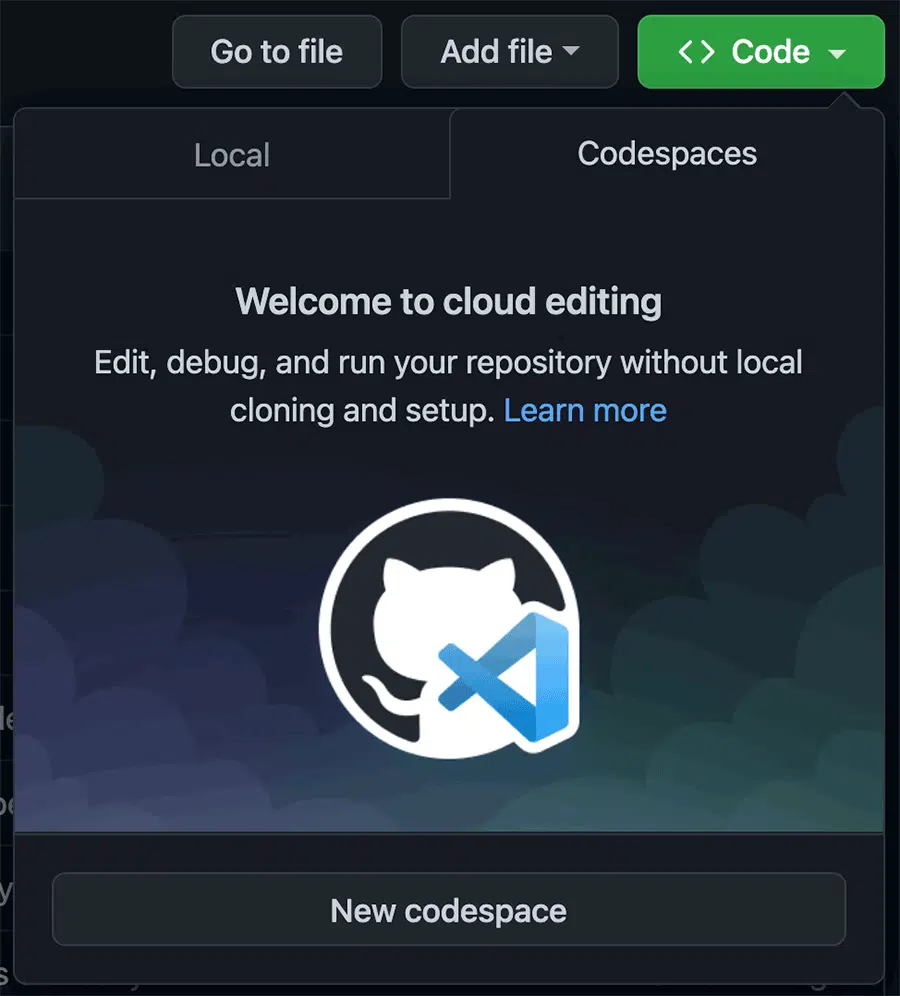 Go to file
Add file
<> Code
Local
Codespaces
Welcome to cloud editing
Edit, debug, and run your repository without local
cloning and setup. Learn more
New codespace